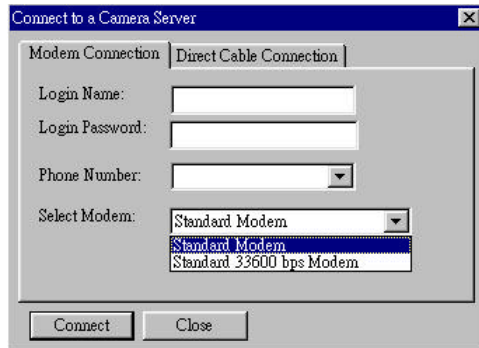 Connect to a Camera Server
Modem Connection
Direct Cable Connection
Login Name:
Login Password:
Phone Number:
Select Modem:
Standard Modem
Standard Modem
Standard 33600 bps Modem
Connect
Close